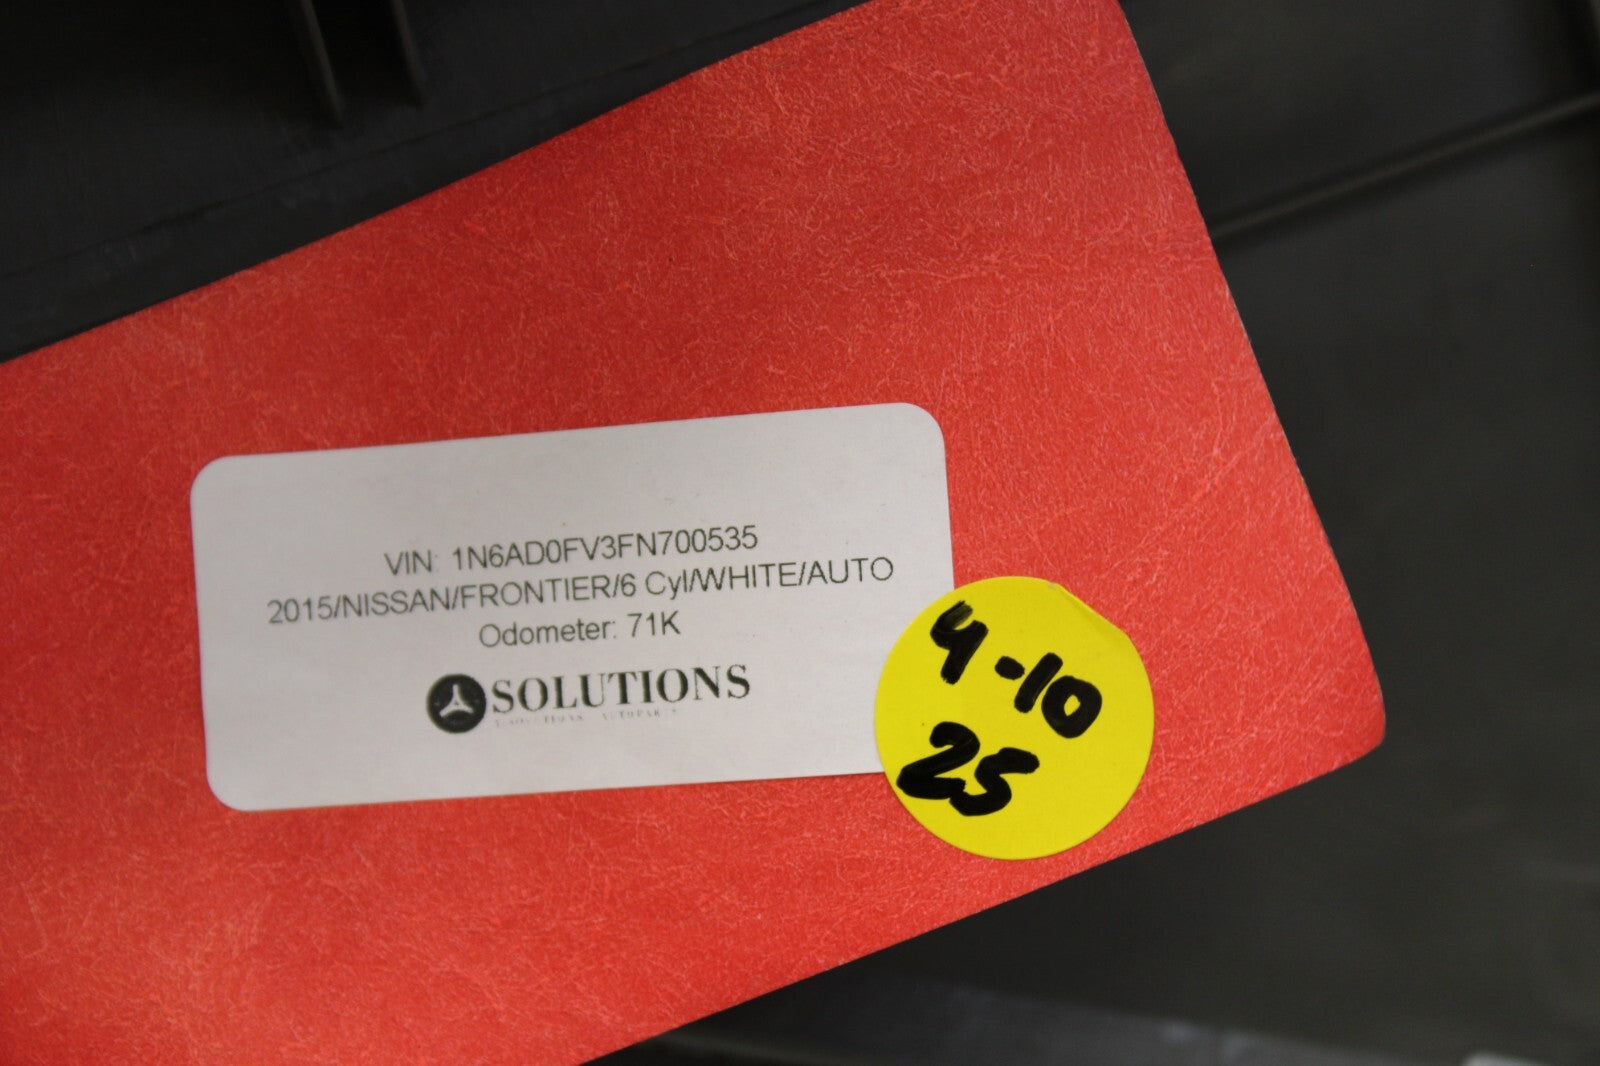 VIN: 1N6AD0FV3FN700535
2015/NISSAN/FRONTIER/6 Cyl/WHITE/AUTO
Odometer: 71K
SOLUTIONS
4-10
25